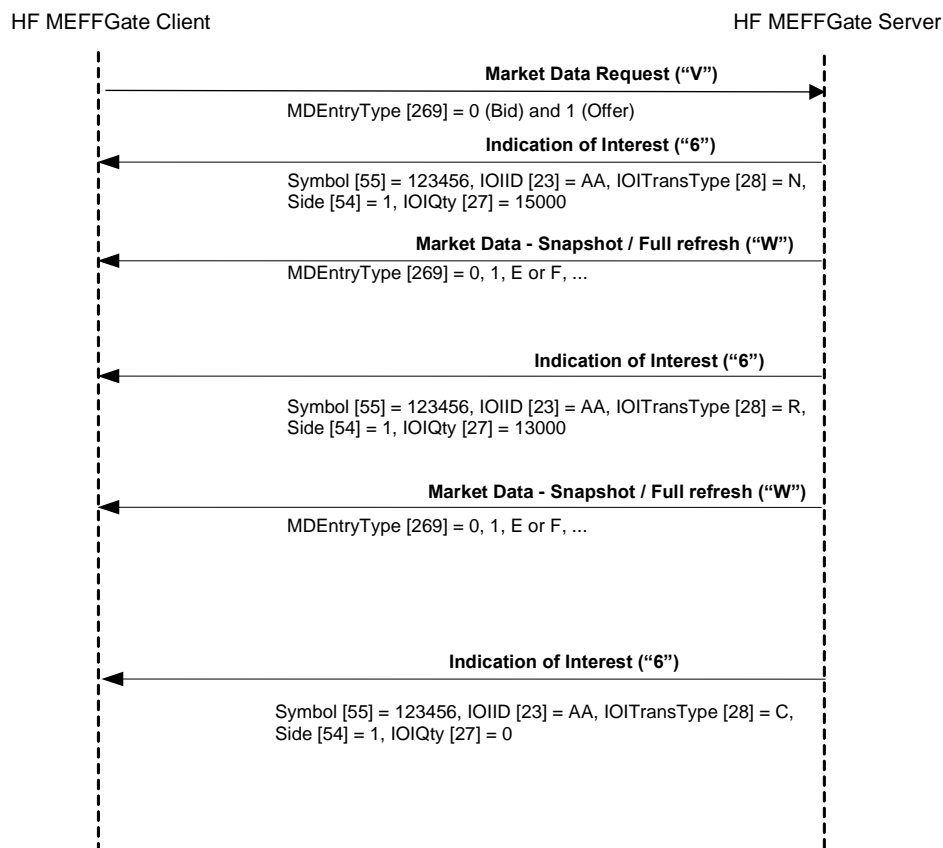 HF MEFFGate Client
HF MEFFGate Server
Market Data Request (“V”)
MDEntryType [269] = 0 (Bid) and 1 (Offer)
Indication of Interest (“6”)
Symbol [55] = 123456, IOIID [23] = AA, IOITransType [28] = N,
Side [54] = 1, IOIQty [27] = 15000
Market Data - Snapshot / Full refresh (“W”)
MDEntryType [269] = 0, 1, E or F, ...
Indication of Interest (“6”)
Symbol [55] = 123456, IOIID [23] = AA, IOITransType [28] = R,
Side [54] = 1, IOIQty [27] = 13000
Market Data - Snapshot / Full refresh (“W”)
MDEntryType [269] = 0, 1, E or F, ...
Indication of Interest (“6”)
Symbol [55] = 123456, IOIID [23] = AA, IOITransType [28] = C,
Side [54] = 1, IOIQty [27] = 0